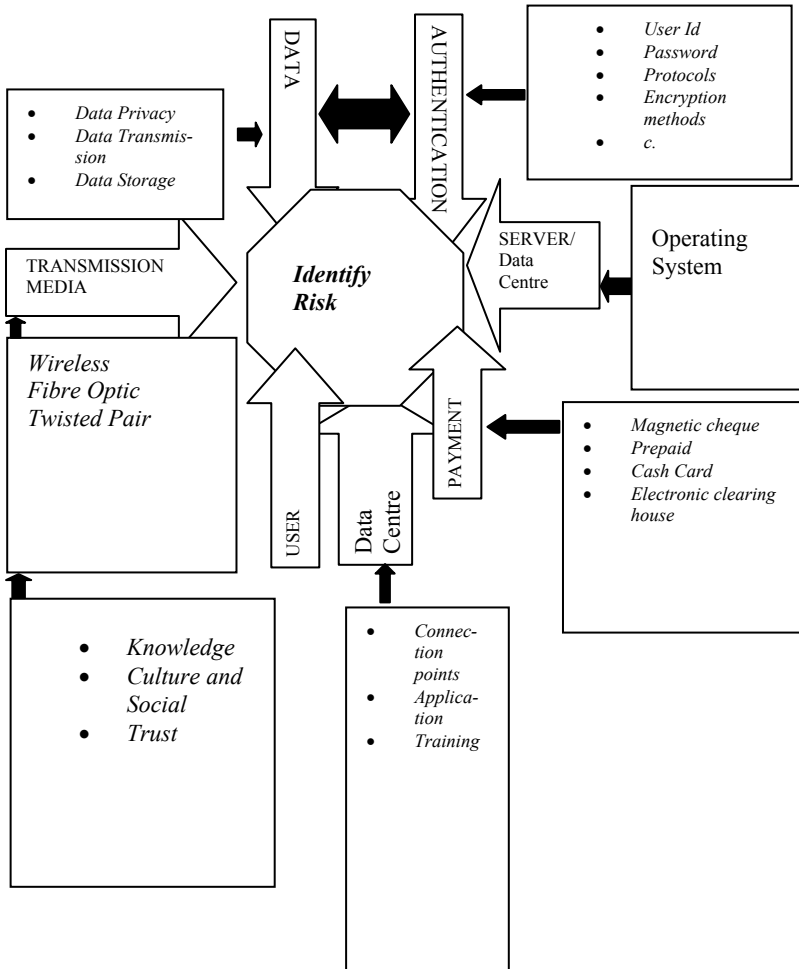 DATA
AUTHENTICATION
• User Id
• Password
• Protocols
• Encryption
methods
• c.
• Data Privacy
• Data Transmis-
sion
• Data Storage
TRANSMISSION
MEDIA
Identify
Risk
SERVER/
Data
Centre
Operating
System
Wireless
Fibre Optic
Twisted Pair
USER
Data
Centre
PAYMENT
• Magnetic cheque
• Prepaid
• Cash Card
• Electronic clearing
house
• Knowledge
• Culture and
Social
• Trust
• Connec-
tion
points
• Applica-
tion
• Training